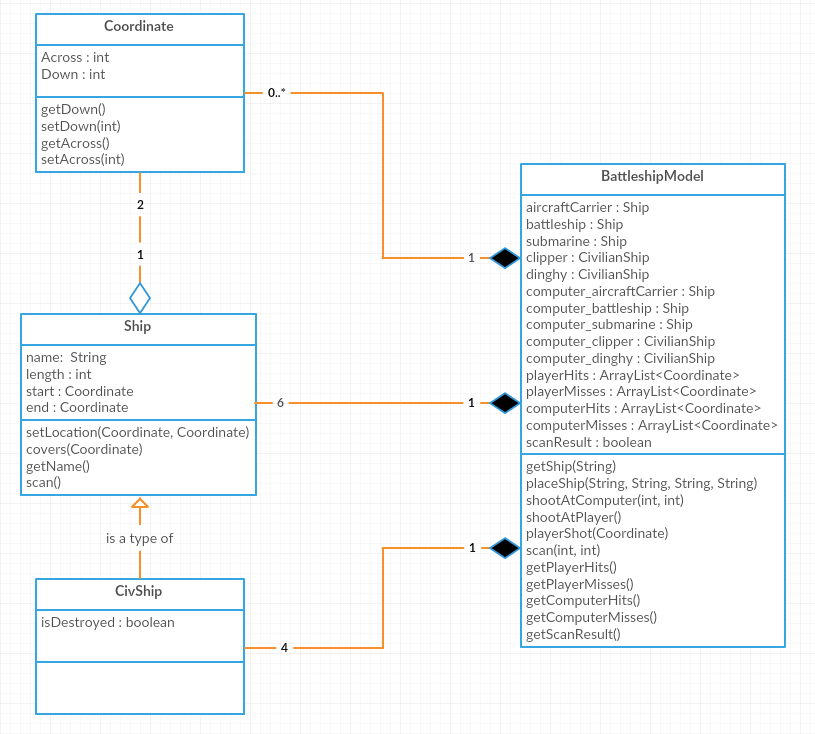 Coordinate
Across : int
Down : int
getDown()
setDown(int)
getAcross()
setAcross(int)
0..*
2
1
1
Ship
name:  String
length : int
start : Coordinate
end : Coordinate
setLocation(Coordinate, Coordinate)
covers(Coordinate)
getName()
scan()
6
1
is a type of
CivShip
isDestroyed : boolean
4
1
BattleshipModel
aircraftCarrier : Ship
battleship : Ship
submarine : Ship
clipper : CivilianShip
dinghy : CivilianShip
computer_aircraftCarrier : Ship
computer_battleship : Ship
computer_submarine : Ship
computer_clipper : CivilianShip
computer_dinghy : CivilianShip
playerHits : ArrayList<Coordinate>
playerMisses : ArrayList<Coordinate>
computerHits : ArrayList<Coordinate>
computerMisses : ArrayList<Coordinate>
scanResult : boolean
getShip(String)
placeShip(String, String, String, String)
shootAtComputer(int, int)
shootAtPlayer()
playerShot(Coordinate)
scan(int, int)
getPlayerHits()
getPlayerMisses()
getComputerHits()
getComputerMisses()
getScanResult()